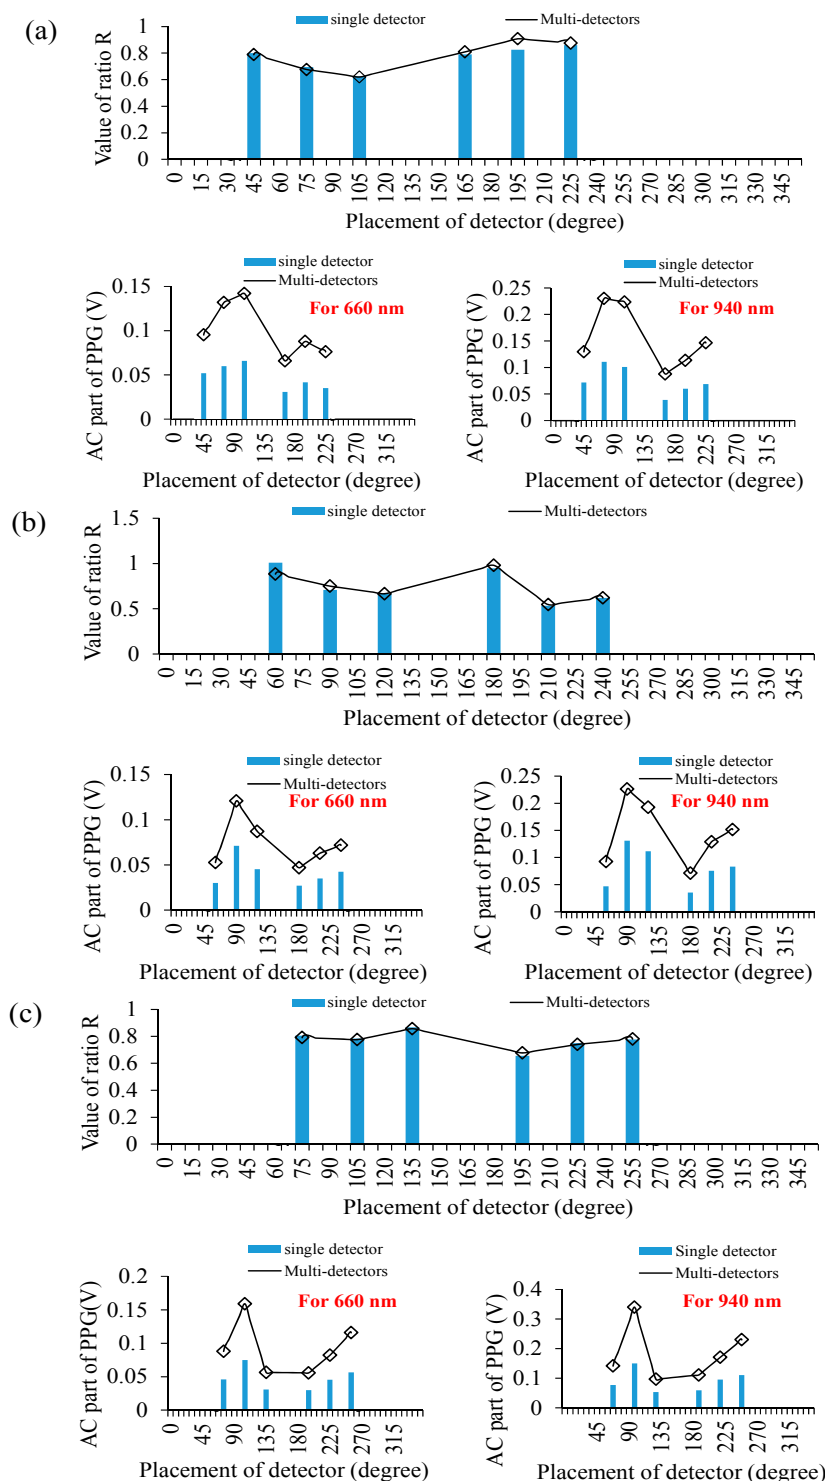 (a)
single detector
Multi-detectors
Value of ratio R
1
0.8
0.6
0.4
0.2
0
0 15 30 45 60 75 90 105 120 135 150 165 180 195 210 225 240 255 270 285 300 315 330 345
Placement of detector (degree)
single detector
Multi-detectors
For 660 nm
AC part of PPG (V)
0.15
0.1
0.05
0
0 45 90 135 180 225 270 315
Placement of detector (degree)
single detector
Multi-detectors
For 940 nm
AC part of PPG (V)
0.25
0.2
0.15
0.1
0.05
0
0 45 90 135 180 225 270 315
Placement of detector (degree)
(b)
single detector
Multi-detectors
Value of ratio R
1.5
1
0.5
0
0 15 30 45 60 75 90 105 120 135 150 165 180 195 210 225 240 255 270 285 300 315 330 345
Placement of detector (degree)
single detector
Multi-detectors
For 660 nm
AC part of PPG (V)
0.15
0.1
0.05
0
0 45 90 135 180 225 270 315
Placement of detector (degree)
single detector
Multi-detectors
For 940 nm
AC part of PPG (V)
0.25
0.2
0.15
0.1
0.05
0
0 45 90 135 180 225 270 315
Placement of detector (degree)
(c)
single detector
Multi-detectors
Value of ratio R
1
0.8
0.6
0.4
0.2
0
0 15 30 45 60 75 90 105 120 135 150 165 180 195 210 225 240 255 270 285 300 315 330 345
Placement of detector (degree)
single detector
Multi-detectors
For 660 nm
AC part of PPG(V)
0.2
0.15
0.1
0.05
0
0 45 90 135 180 225 270 315
Placement of detector (degree)
Single detector
Multi-detectors
For 940 nm
AC part of PPG (V)
0.4
0.3
0.2
0.1
0
0 45 90 135 180 225 270 315
Placement of detector (degree)